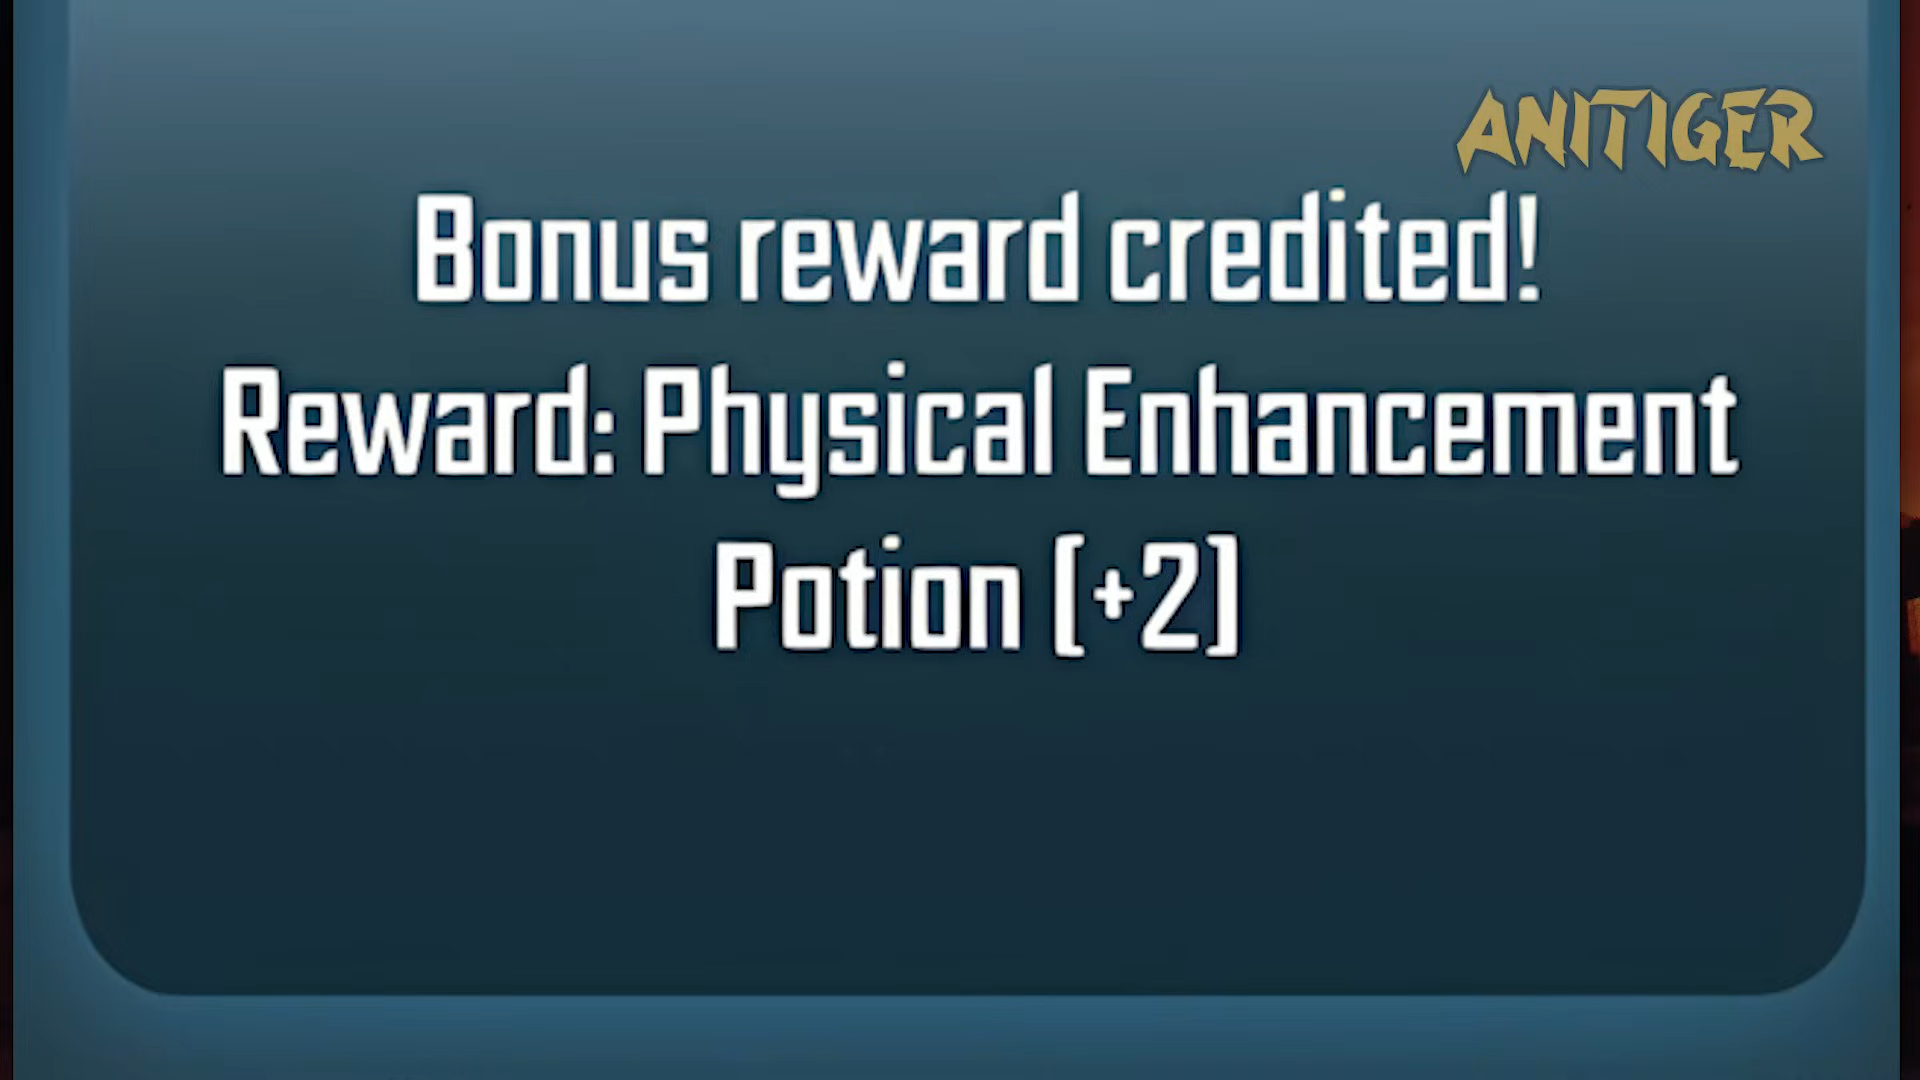 ANITIGER
Bonus reward credited!
Reward: Physical Enhancement
Potion [+2]